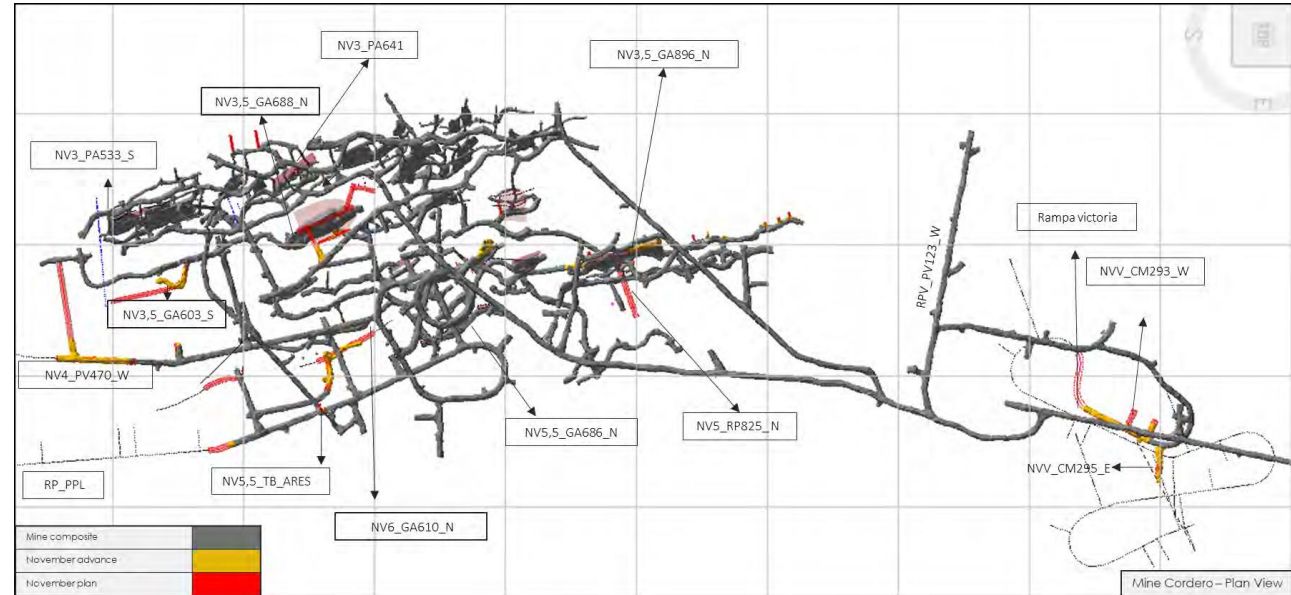 NV3_PA641
NV3,5_GA896_N
TOP
S
E
NV3,5_GA688_N
NV3_PA533_S
Rampa victoria
NVV_CM293_W
RPV_PV123_W
NV3,5_GA603_S
NV4_PV470_W
NV5,5_GA686_N
NV5_RP825_N
NVV_CM295_E
RP_PPL
NV5,5_TB_ARES
NV6_GA610_N
Mine composite
November advance
November plan
Mine Cordero – Plan View